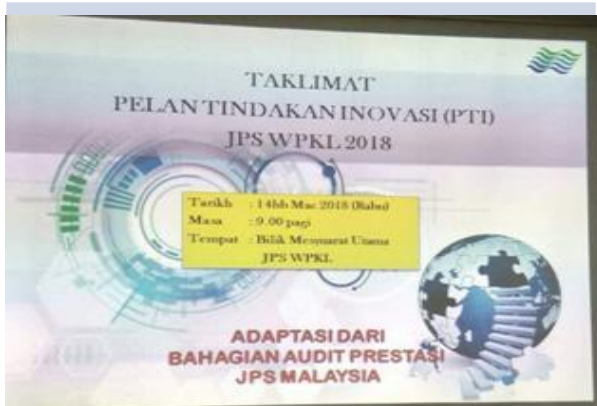 TAKLIMAT
PELAN TINDAKAN INOVASI (PTI)
JPS WPKL 2018
Tarikh : 14hb Mac 2018 (Rabu)
Masa : 9.00 pagi
Tempat : Bilik Mesyuarat Utama
JPS WPKL
ADAPTASI DARI
BAHAGIAN AUDIT PRESTASI
JPS MALAYSIA